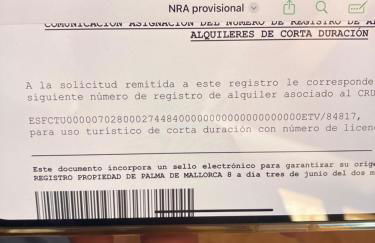 NRA provisional
COMUNICACIÓN ASIGNACIÓN DEL NÚMERO DE REGISTRO DE
ALQUILERES DE CORTA DURACIÓN
A la solicitud remitida a este registro le corresponde
siguiente número de registro de alquiler asociado al CRU
para uso turístico de corta duración con número de licen
Este documento incorpora un sello electrónico para garantizar su orige
REGISTRO PROPIEDAD DE PALMA DE MALLORCA 8 a día tres de junio del dos m